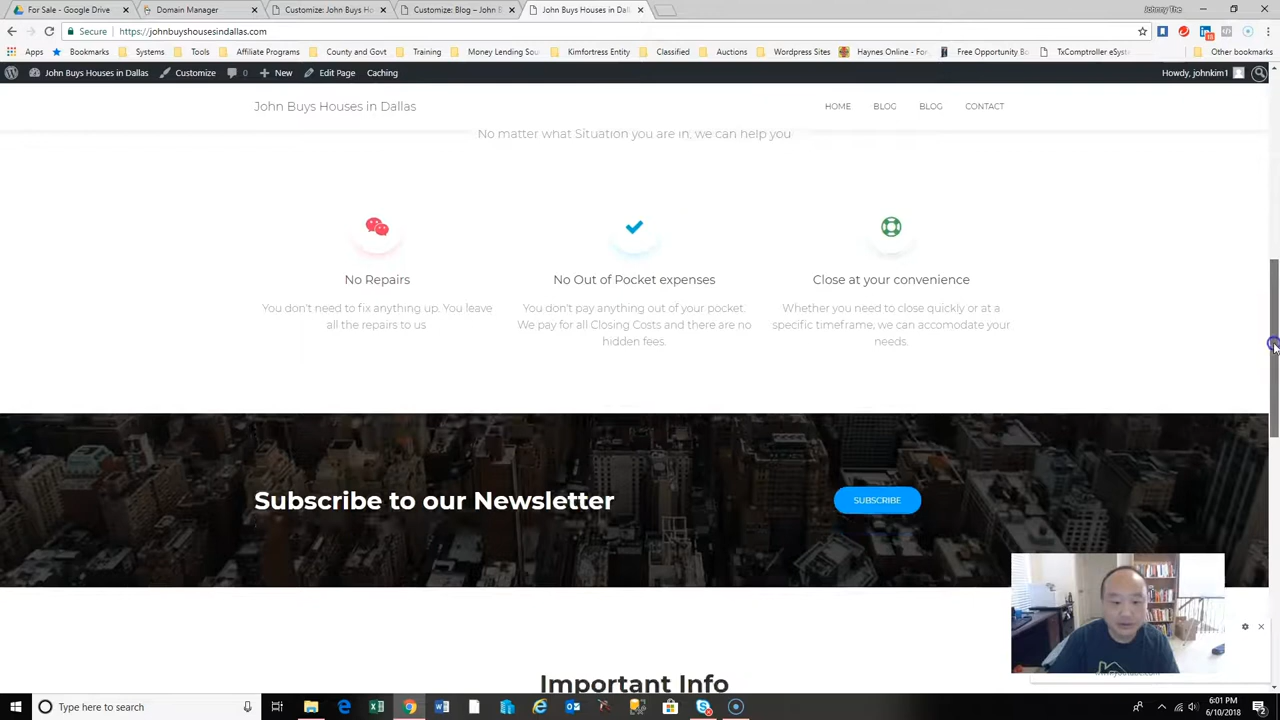 For Sale - Google Drive
Domain Manager
Customize: John Buys Ho
Customize: Blog – John B
John Buys Houses in Dal
Johnny The
Secure
https://johnbuyshousesindallas.com
Apps
Bookmarks
Systems
Tools
Affiliate Programs
County and Govt
Training
Money Lending Sou
Kimfortress Entity
Classified
Auctions
Wordpress Sites
Haynes Online - For
Free Opportunity Bo
TxComptroller eSyste
Other bookmarks
John Buys Houses in Dallas
Customize
0
New
Edit Page
Caching
Howdy, johnkim1
John Buys Houses in Dallas
HOME
BLOG
BLOG
CONTACT
No matter what Situation you are in, we can help you
No Repairs
You don't need to fix anything up. You leave
all the repairs to us
No Out of Pocket expenses
You don't pay anything out of your pocket.
We pay for all Closing Costs and there are no
hidden fees.
Close at your convenience
Whether you need to close quickly or at a
specific timeframe, we can accomodate your
needs.
Subscribe to our Newsletter
SUBSCRIBE
Important Info
Type here to search
6:01 PM
6/10/2018